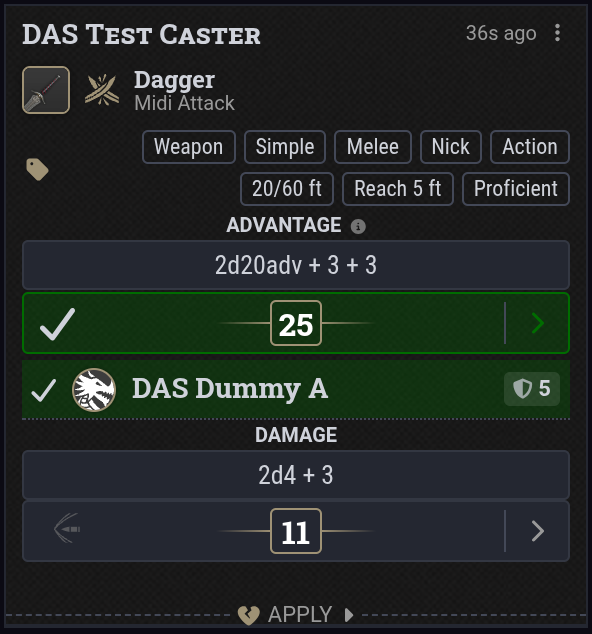 DAS Test Caster
36s ago
Dagger
Midi Attack
Weapon Simple Melee Nick Action
20/60 ft Reach 5 ft Proficient
ADVANTAGE
2d20adv + 3 + 3
25
DAS Dummy A
5
DAMAGE
2d4 + 3
11
APPLY